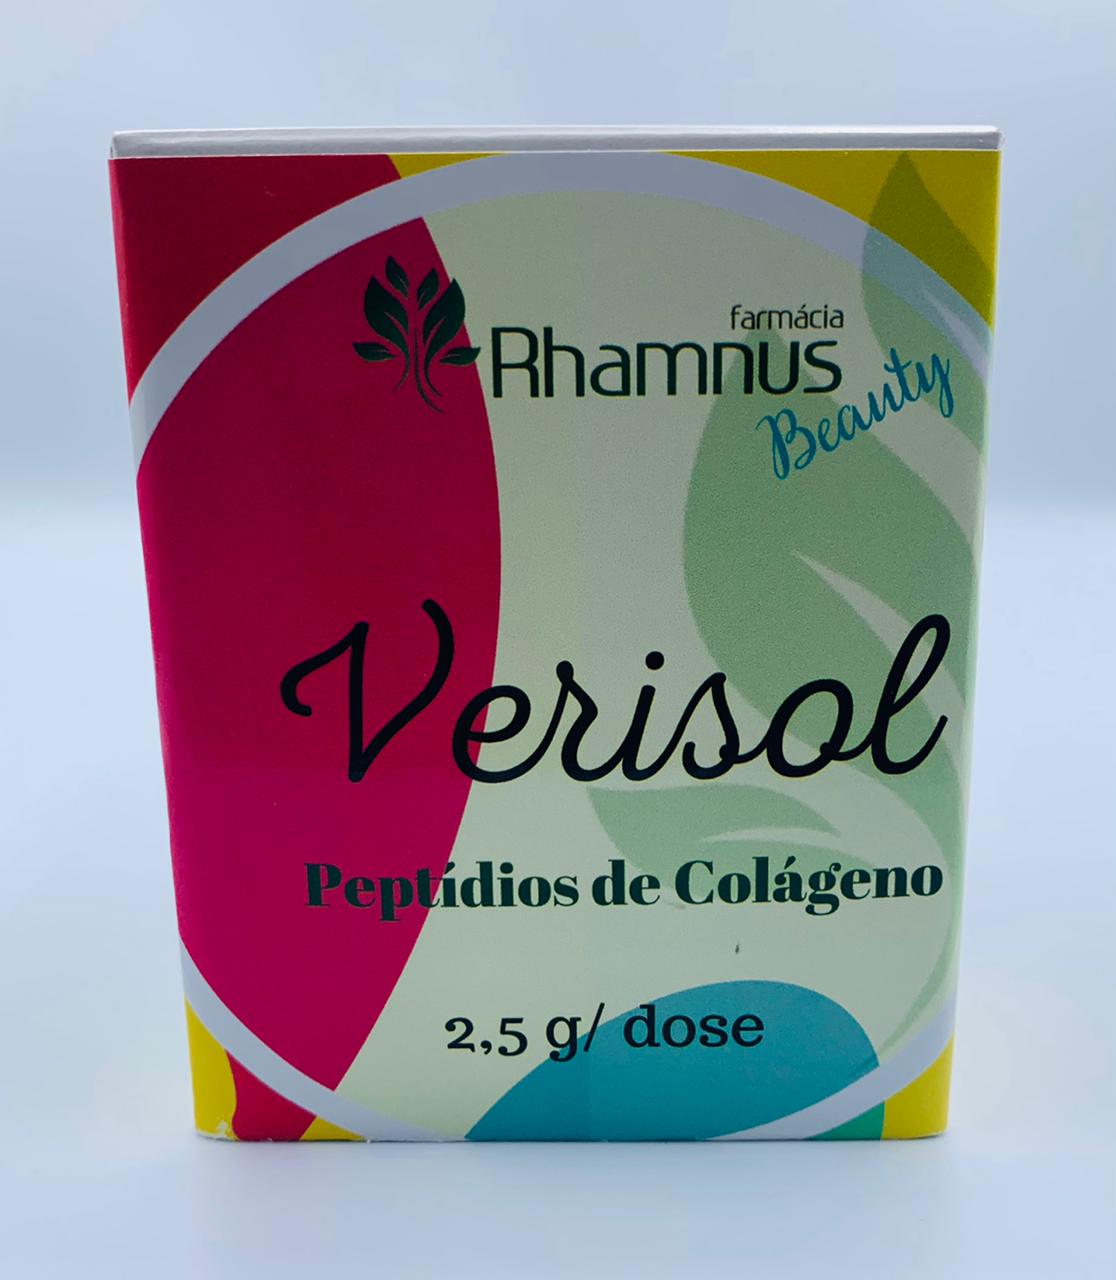 farmácia
Rhamnus
Beauty
Verisol
Peptídios de Colágeno
2,5 g/ dose